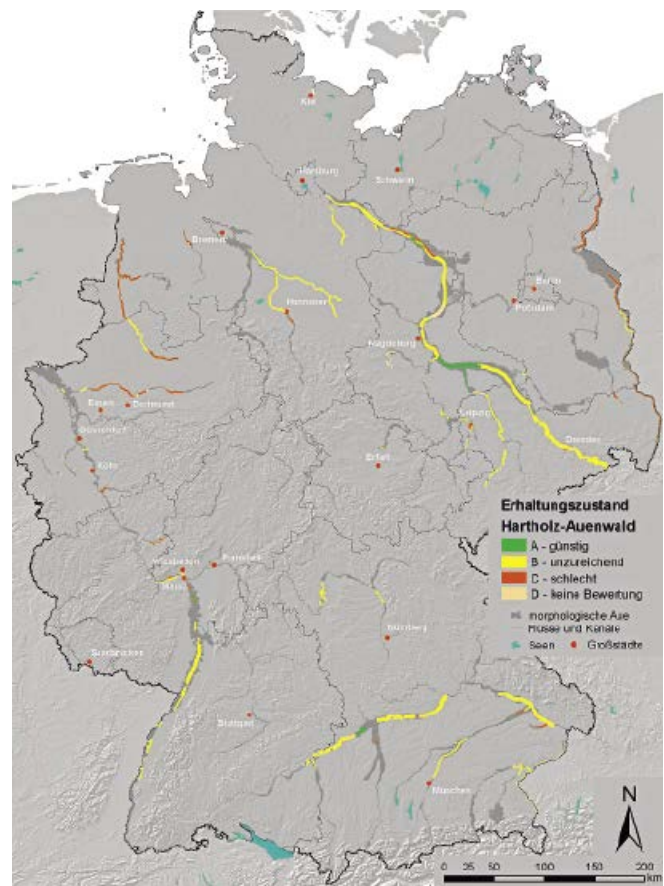 Kiel
Hamburg
Schwerin
Bremen
Berlin
Hannover
Potsdam
Magdeburg
Essen
Dortmund
Leipzig
Düsseldorf
Dresden
Köln
Erfurt
Erhaltungszustand
Hartholz-Auenwald
A - günstig
B - unzureichend
C - schlecht
D - keine Bewertung
morphologische Aue
Flüsse und Kanäle
Seen
Großstädte
Wiesbaden
Mainz
Nürnberg
Saarbrücken
Stuttgart
München
N
0 25 50 100 150 200
km